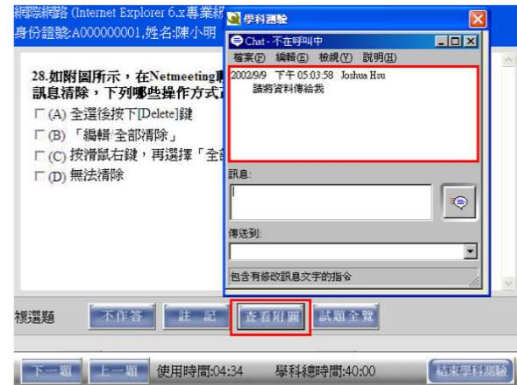 網際網路 (Internet Explorer 6.x專業級
身份證號:A000000001,姓名:陳小明
28.如附圖所示，在Netmeeting
訊息清除，下列哪些操作方式
(A) 全選後按下[Delete]鍵
(B) 「編輯 全部清除」
(C) 按滑鼠右鍵，再選擇「全
(D) 無法清除
學科測驗
Chat - 不在呼叫中
檔案(F) 編輯(E) 檢視(V) 說明(H)
2002/9/9 下午 05:03:58 Joshua Hsu
請將資料傳給我
訊息:
傳送到:
包含有修改訊息文字的指令
複選題 不作答 註 記 查看附圖 試題全覽
下一題 上一題 使用時間:04:34 學科總時間:40:00 結束學科測驗